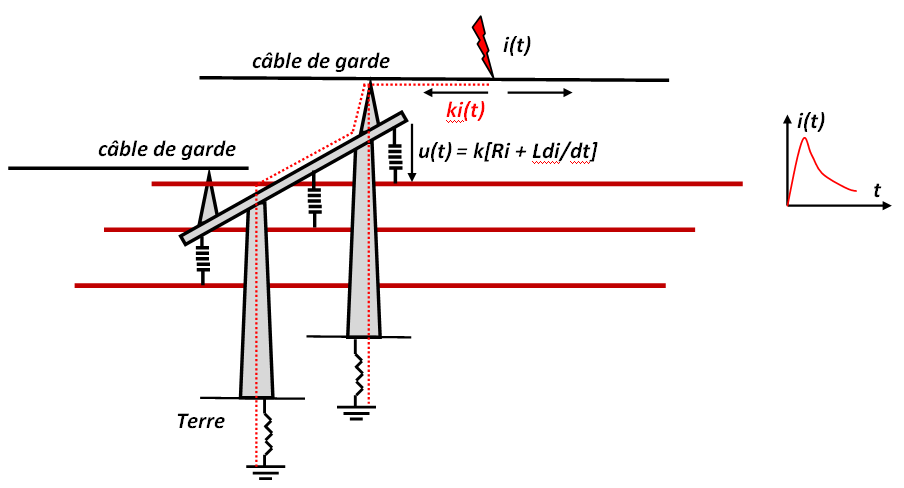 i(t)
câble de garde
ki(t)
i(t)
câble de garde
u(t) = k[Ri + Ldi/dt]
t
Terre